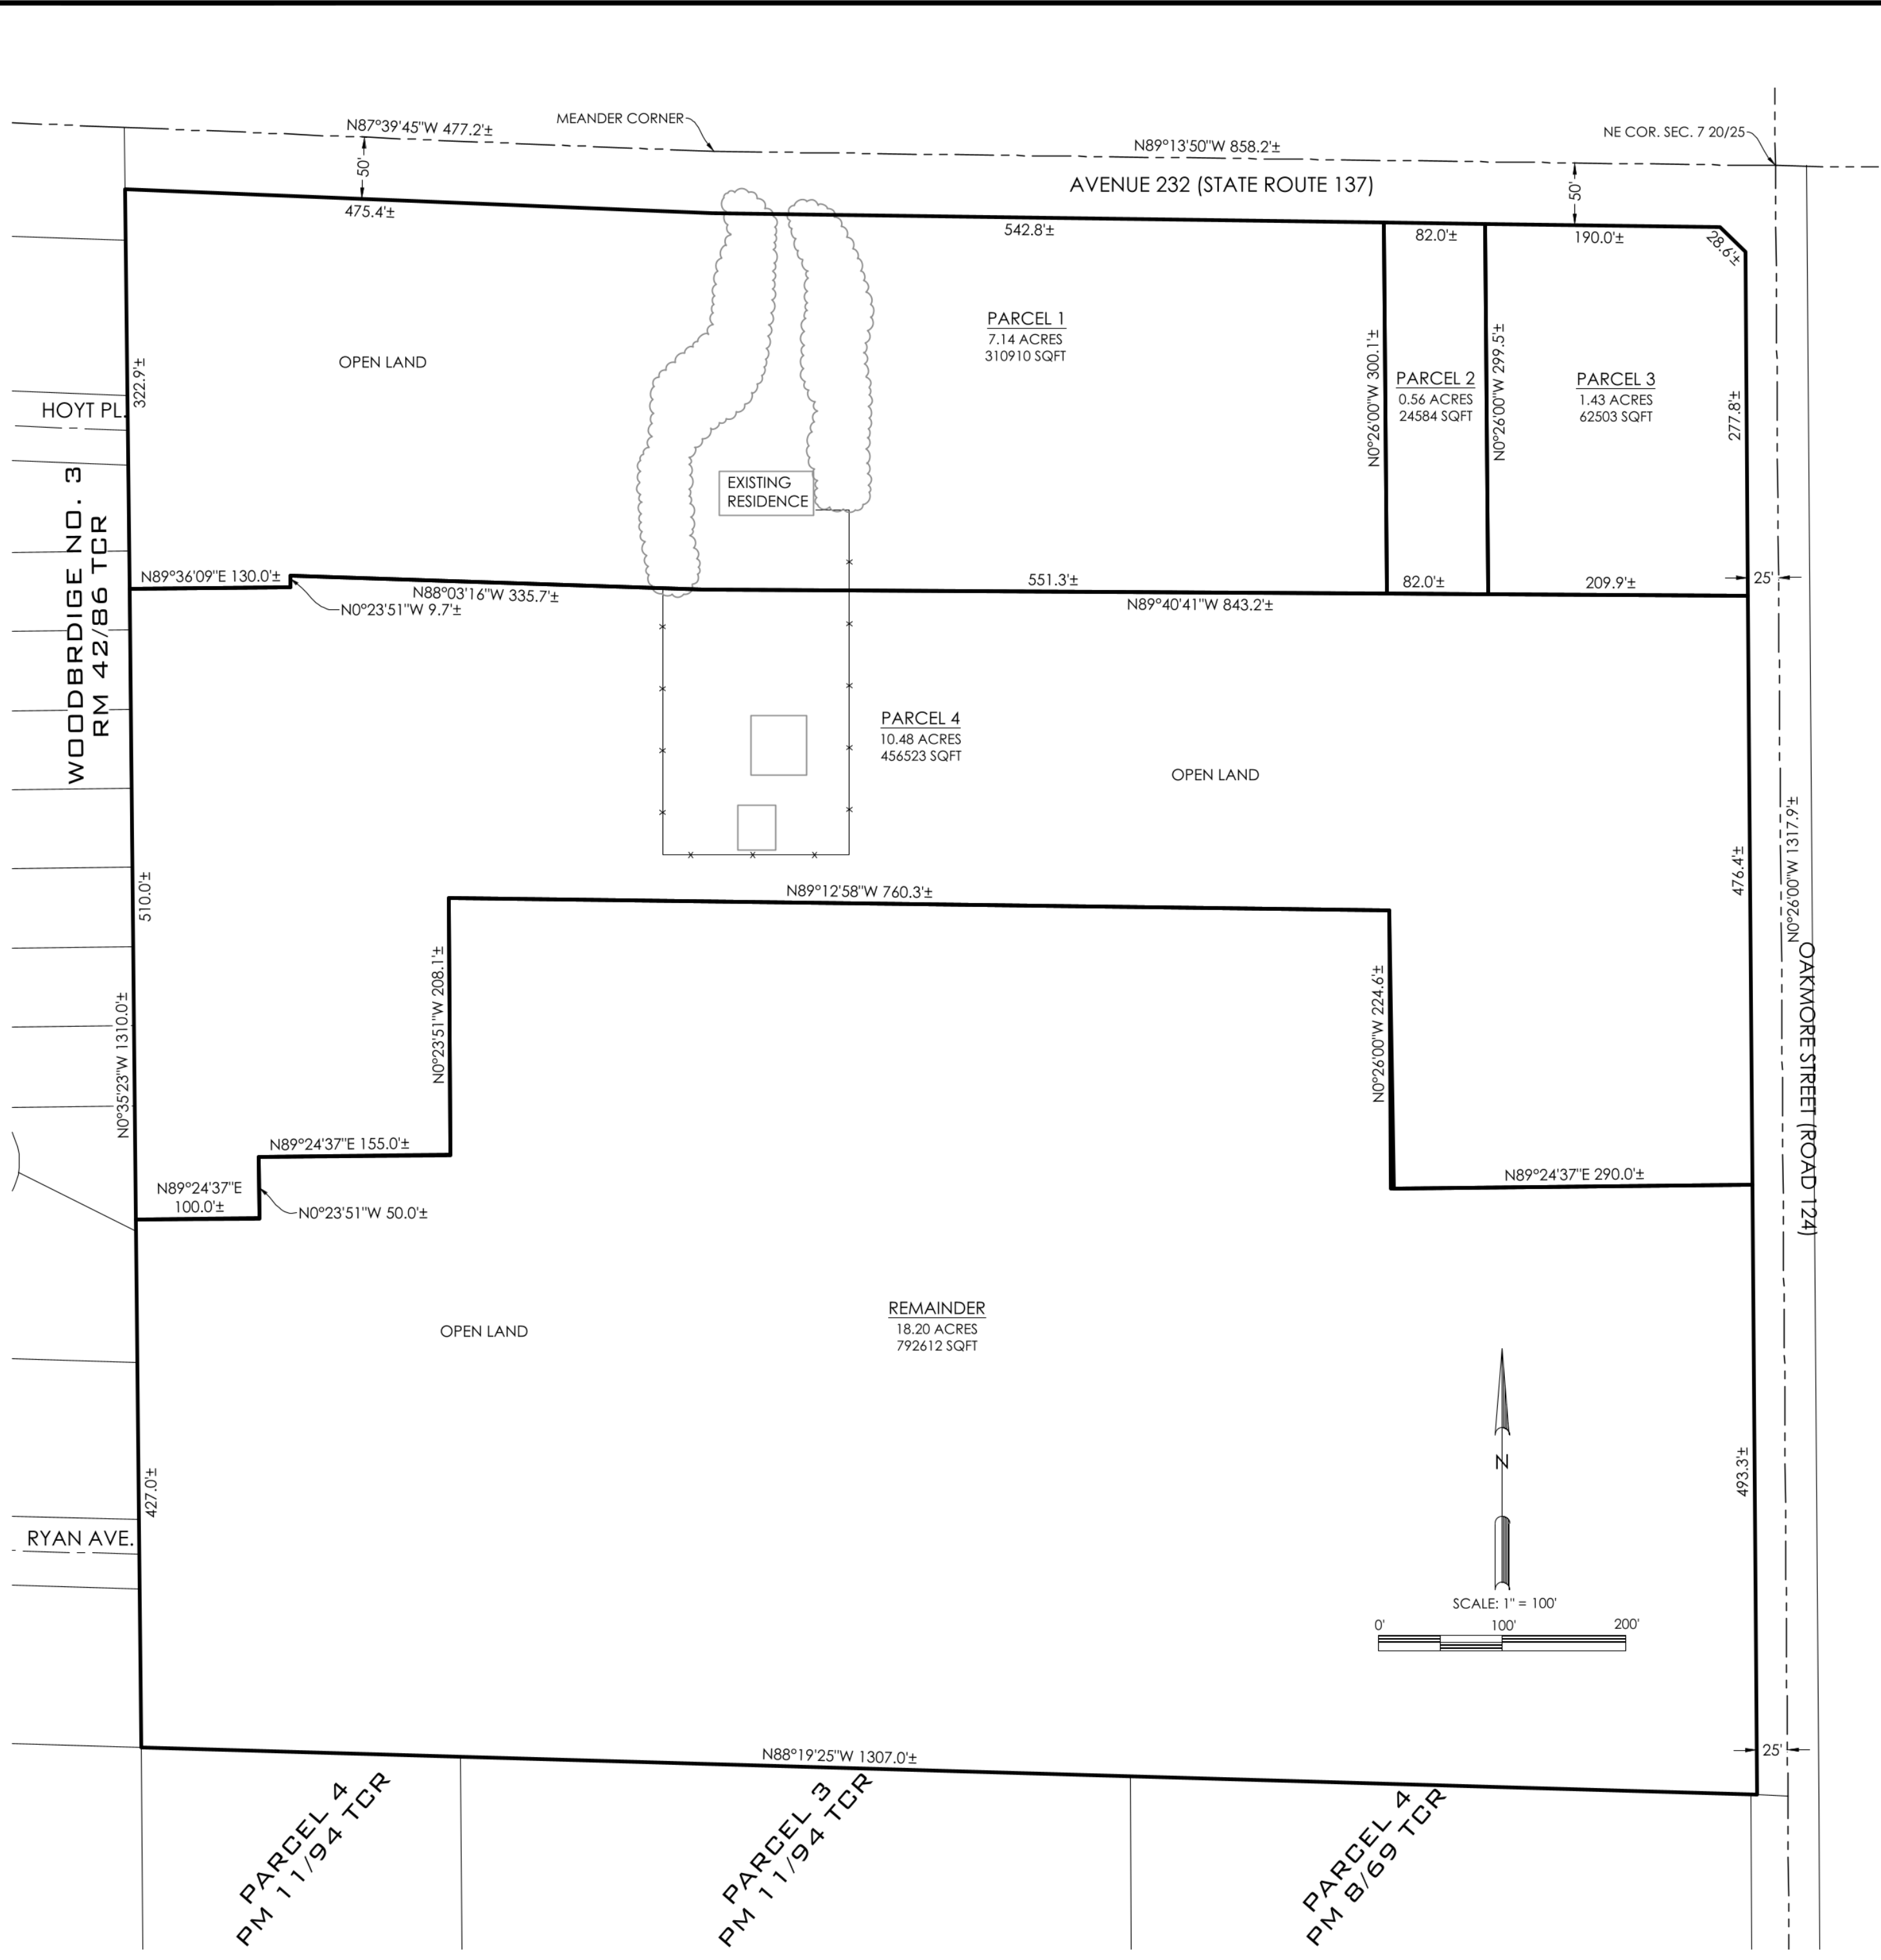 N87°39'45"W 477.2'±
MEANDER CORNER
N89°13'50"W 858.2'±
NE COR. SEC. 7 20/25
50'
AVENUE 232 (STATE ROUTE 137)
50'
475.4'±
542.8'±
82.0'±
190.0'±
28.6'±
PARCEL 1
7.14 ACRES
310910 SQFT
OPEN LAND
322.9'±
N0°26'00"W 300.1'±
PARCEL 2
0.56 ACRES
24584 SQFT
N0°26'00"W 299.5'±
PARCEL 3
1.43 ACRES
62503 SQFT
277.8'±
HOYT PL.
WOODBRDIGE NO. 3
RM 42/86 TCR
EXISTING
RESIDENCE
N89°36'09"E 130.0'±
N88°03'16"W 335.7'±
N0°23'51"W 9.7'±
551.3'±
N89°40'41"W 843.2'±
82.0'±
209.9'±
25'
PARCEL 4
10.48 ACRES
456523 SQFT
OPEN LAND
510.0'±
N89°12'58"W 760.3'±
476.4'±
N0°26'00"W 1317.9'±
OAKMORE STREET (ROAD 124)
N0°35'23"W 1310.0'±
N0°23'51"W 208.1'±
N0°26'00"W 224.6'±
N89°24'37"E 155.0'±
N89°24'37"E
100.0'±
N0°23'51"W 50.0'±
N89°24'37"E 290.0'±
REMAINDER
18.20 ACRES
792612 SQFT
OPEN LAND
427.0'±
493.3'±
N
RYAN AVE.
SCALE: 1" = 100'
0'
100'
200'
N88°19'25"W 1307.0'±
25'
PARCEL 4
PM 11/94 TCR
PARCEL 3
PM 11/94 TCR
PARCEL 4
PM 8/69 TCR